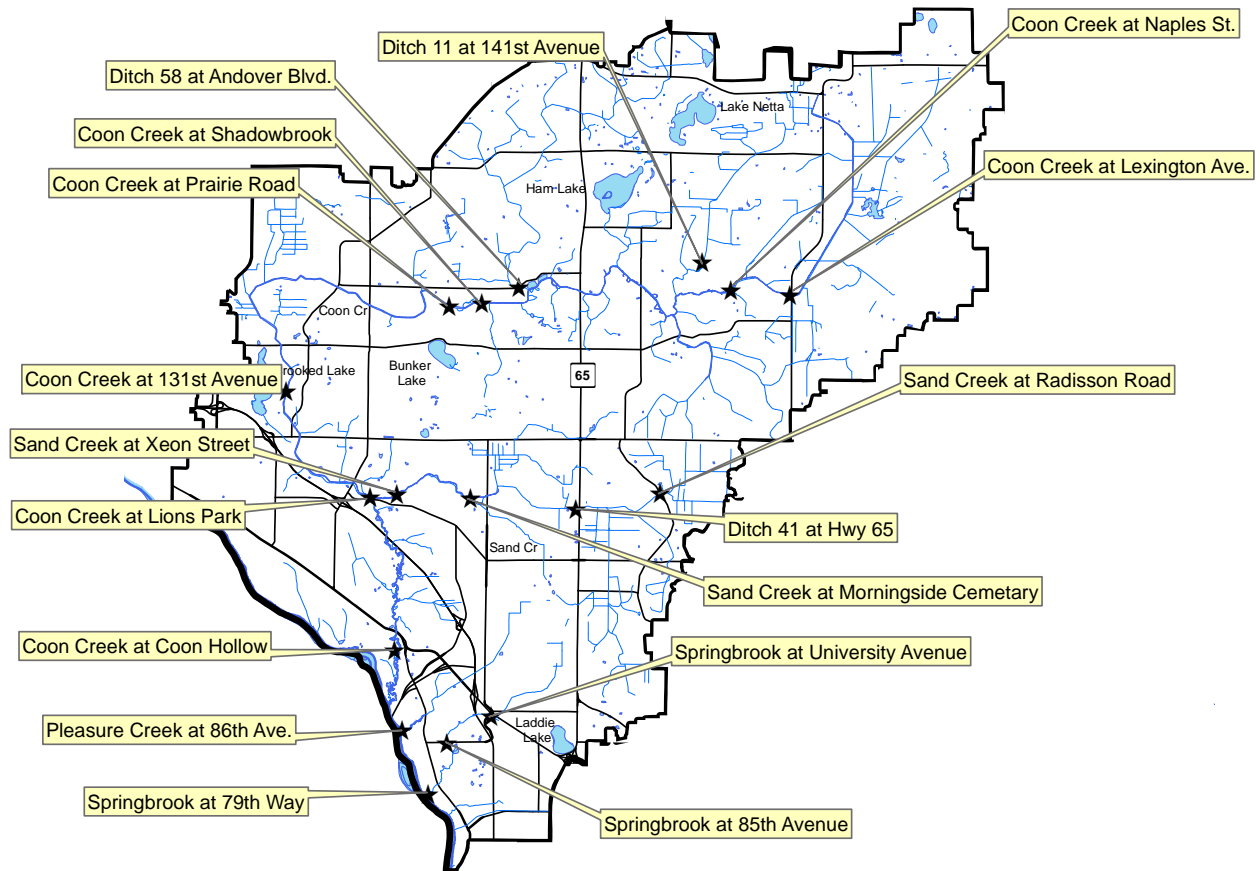 Coon Creek at Naples St.
Ditch 11 at 141st Avenue
Ditch 58 at Andover Blvd.
Lake Netta
Coon Creek at Shadowbrook
Coon Creek at Lexington Ave.
Coon Creek at Prairie Road
Ham Lake
Coon Cr
Bunker
Lake
rooked Lake
65
Coon Creek at 131st Avenue
Sand Creek at Radisson Road
Sand Creek at Xeon Street
Coon Creek at Lions Park
Ditch 41 at Hwy 65
Sand Cr
Sand Creek at Morningside Cemetary
Coon Creek at Coon Hollow
Springbrook at University Avenue
Pleasure Creek at 86th Ave.
Laddie
Lake
Springbrook at 79th Way
Springbrook at 85th Avenue